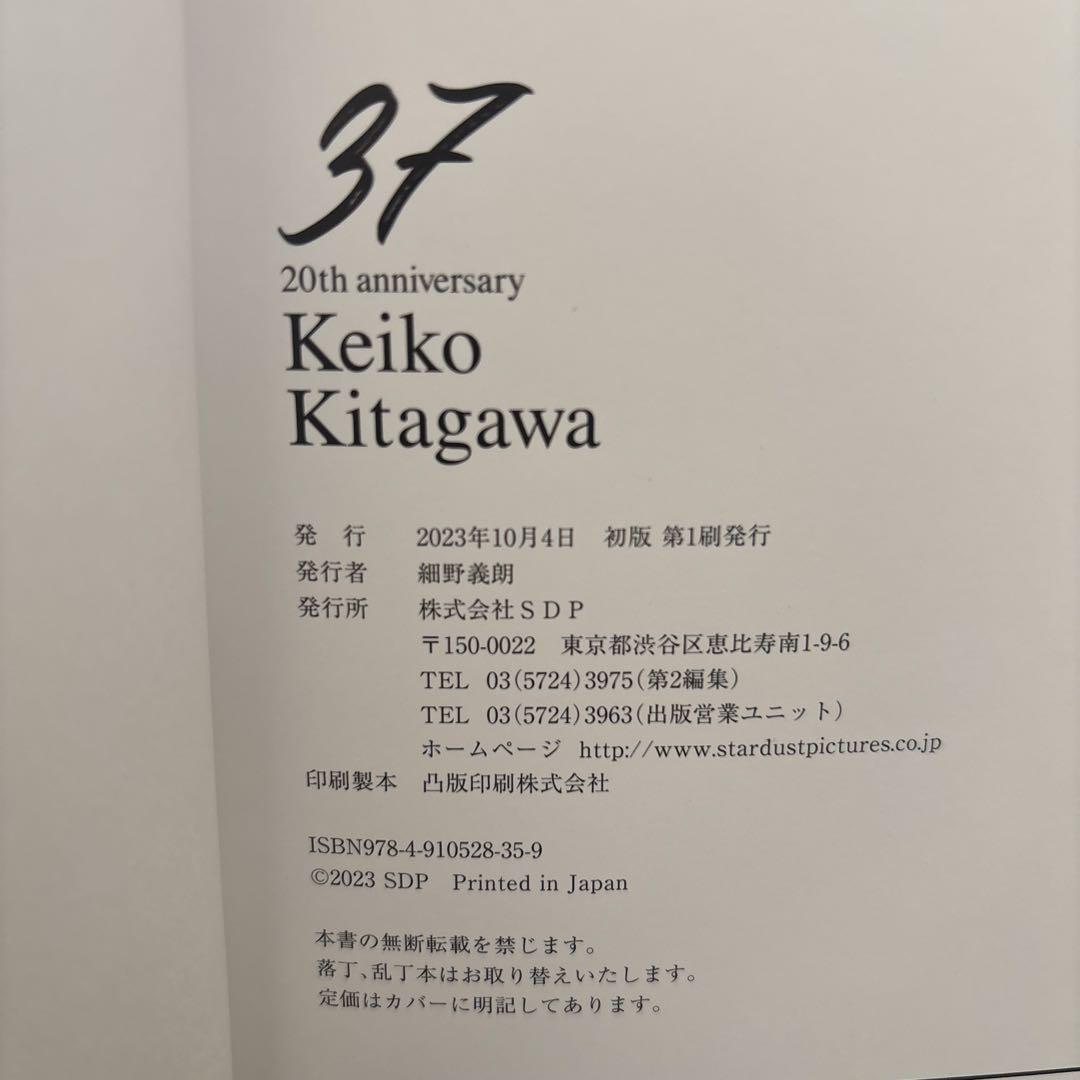 37
20th anniversary
Keiko
Kitagawa
発 行 2023年10月4日 初版 第1刷発行
発行者 細野義朗
発行所 株式会社ＳＤＰ
〒150-0022 東京都渋谷区恵比寿南1-9-6
TEL 03(5724)3975(第2編集)
TEL 03(5724)3963(出版営業ユニット)
ホームページ http://www.stardustpictures.co.jp
印刷製本 凸版印刷株式会社
ISBN978-4-910528-35-9
©2023 SDP Printed in Japan
本書の無断転載を禁じます。
落丁、乱丁本はお取り替えいたします。
定価はカバーに明記してあります。